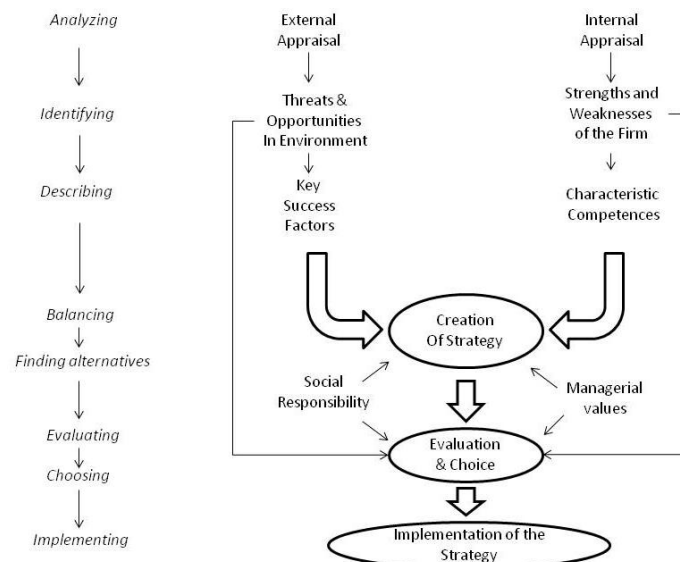 Analyzing
Identifying
Describing
Balancing
Finding alternatives
Evaluating
Choosing
Implementing
External
Appraisal
Threats &
Opportunities
In Environment
Key
Success
Factors
Internal
Appraisal
Strengths and
Weaknesses
of the Firm
Characteristic
Competences
Creation
Of Strategy
Social
Responsibility
Managerial
values
Evaluation
& Choice
Implementation of the
Strategy